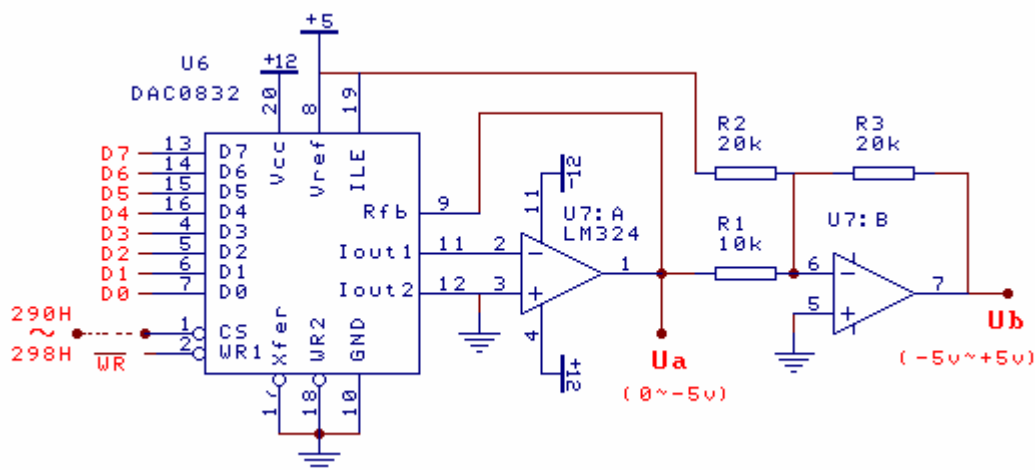 +5
U6
+12
DAC0832
20
8
19
R2
20k
R3
20k
D7 13 D7
D6 14 D6
D5 15 D5
D4 16 D4
D3 4 D3
D2 5 D2
D1 6 D1
D0 7 D0
Vcc
Vref
ILE
Rfb 9
Iout1 11
Iout2 12
-12
11
U7:A
LM324
2 -
3 +
1
4
+12
R1
10k
U7:B
6 -
5 +
7
290H
~
298H
1 CS
WR 2 WR1
Xfer
WR2
GND
17
18
10
Ua
(0~-5v)
Ub
(-5v~+5v)